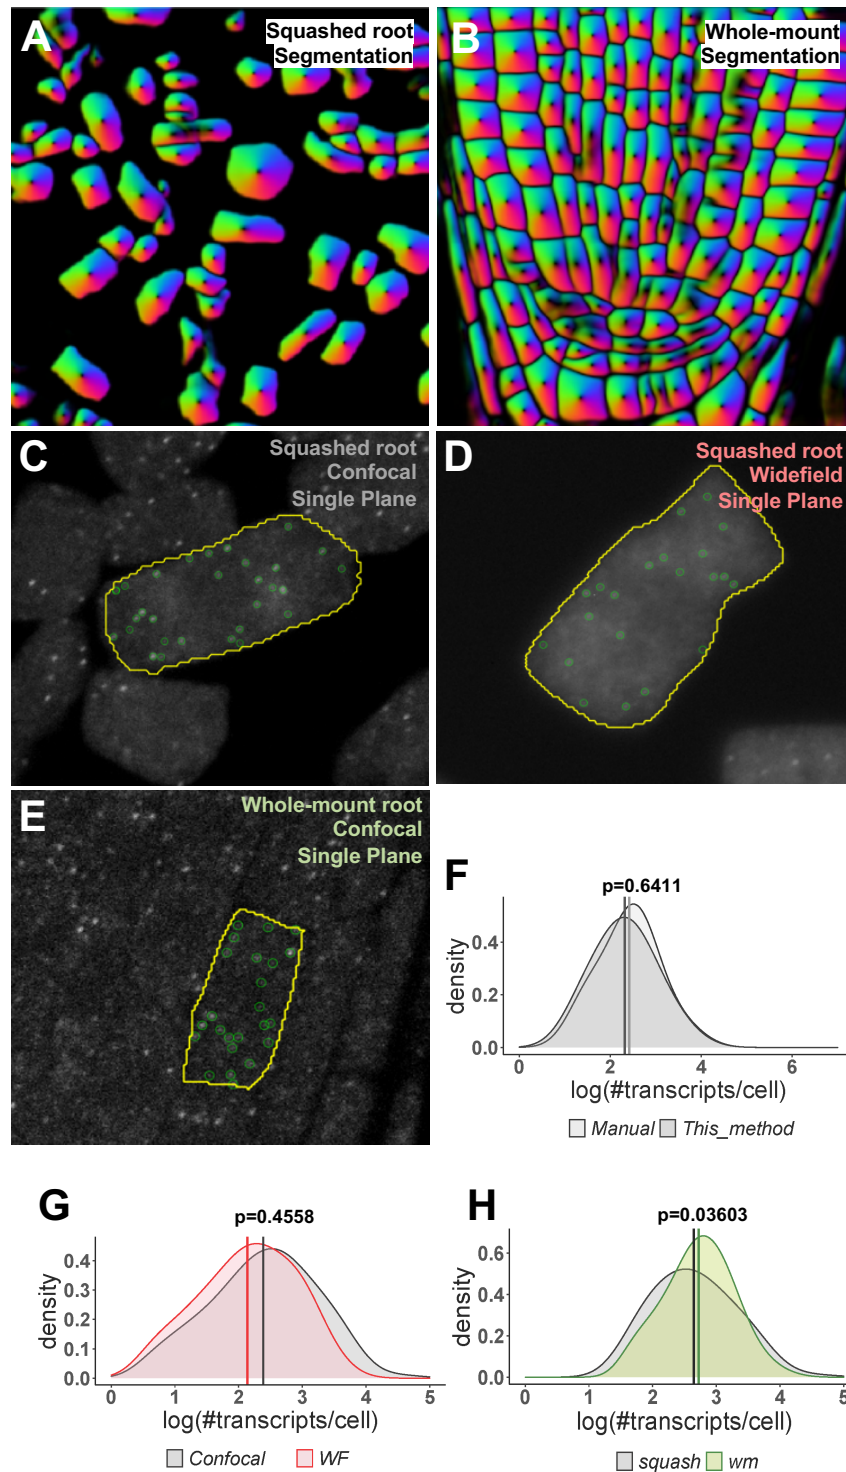 A
Squashed root
Segmentation
B
Whole-mount
Segmentation
C
Squashed root
Confocal
Single Plane
D
Squashed root
Widefield
Single Plane
E
Whole-mount root
Confocal
Single Plane
F
p=0.6411
density
0.4
0.2
0.0
0
2
4
6
log(#transcripts/cell)
Manual
This_method
G
p=0.4558
density
0.4
0.3
0.2
0.1
0.0
0
1
2
3
4
5
log(#transcripts/cell)
Confocal
WF
H
p=0.03603
density
0.6
0.4
0.2
0.0
0
1
2
3
4
5
log(#transcripts/cell)
squash
wm